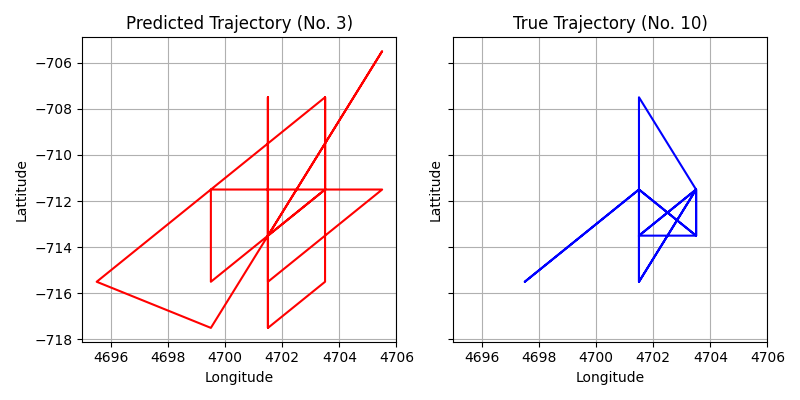 Predicted Trajectory (No. 3)
True Trajectory (No. 10)
Lattitude
−706
−708
−710
−712
−714
−716
−718
4696 4698 4700 4702 4704 4706
Longitude
Lattitude
4696 4698 4700 4702 4704 4706
Longitude